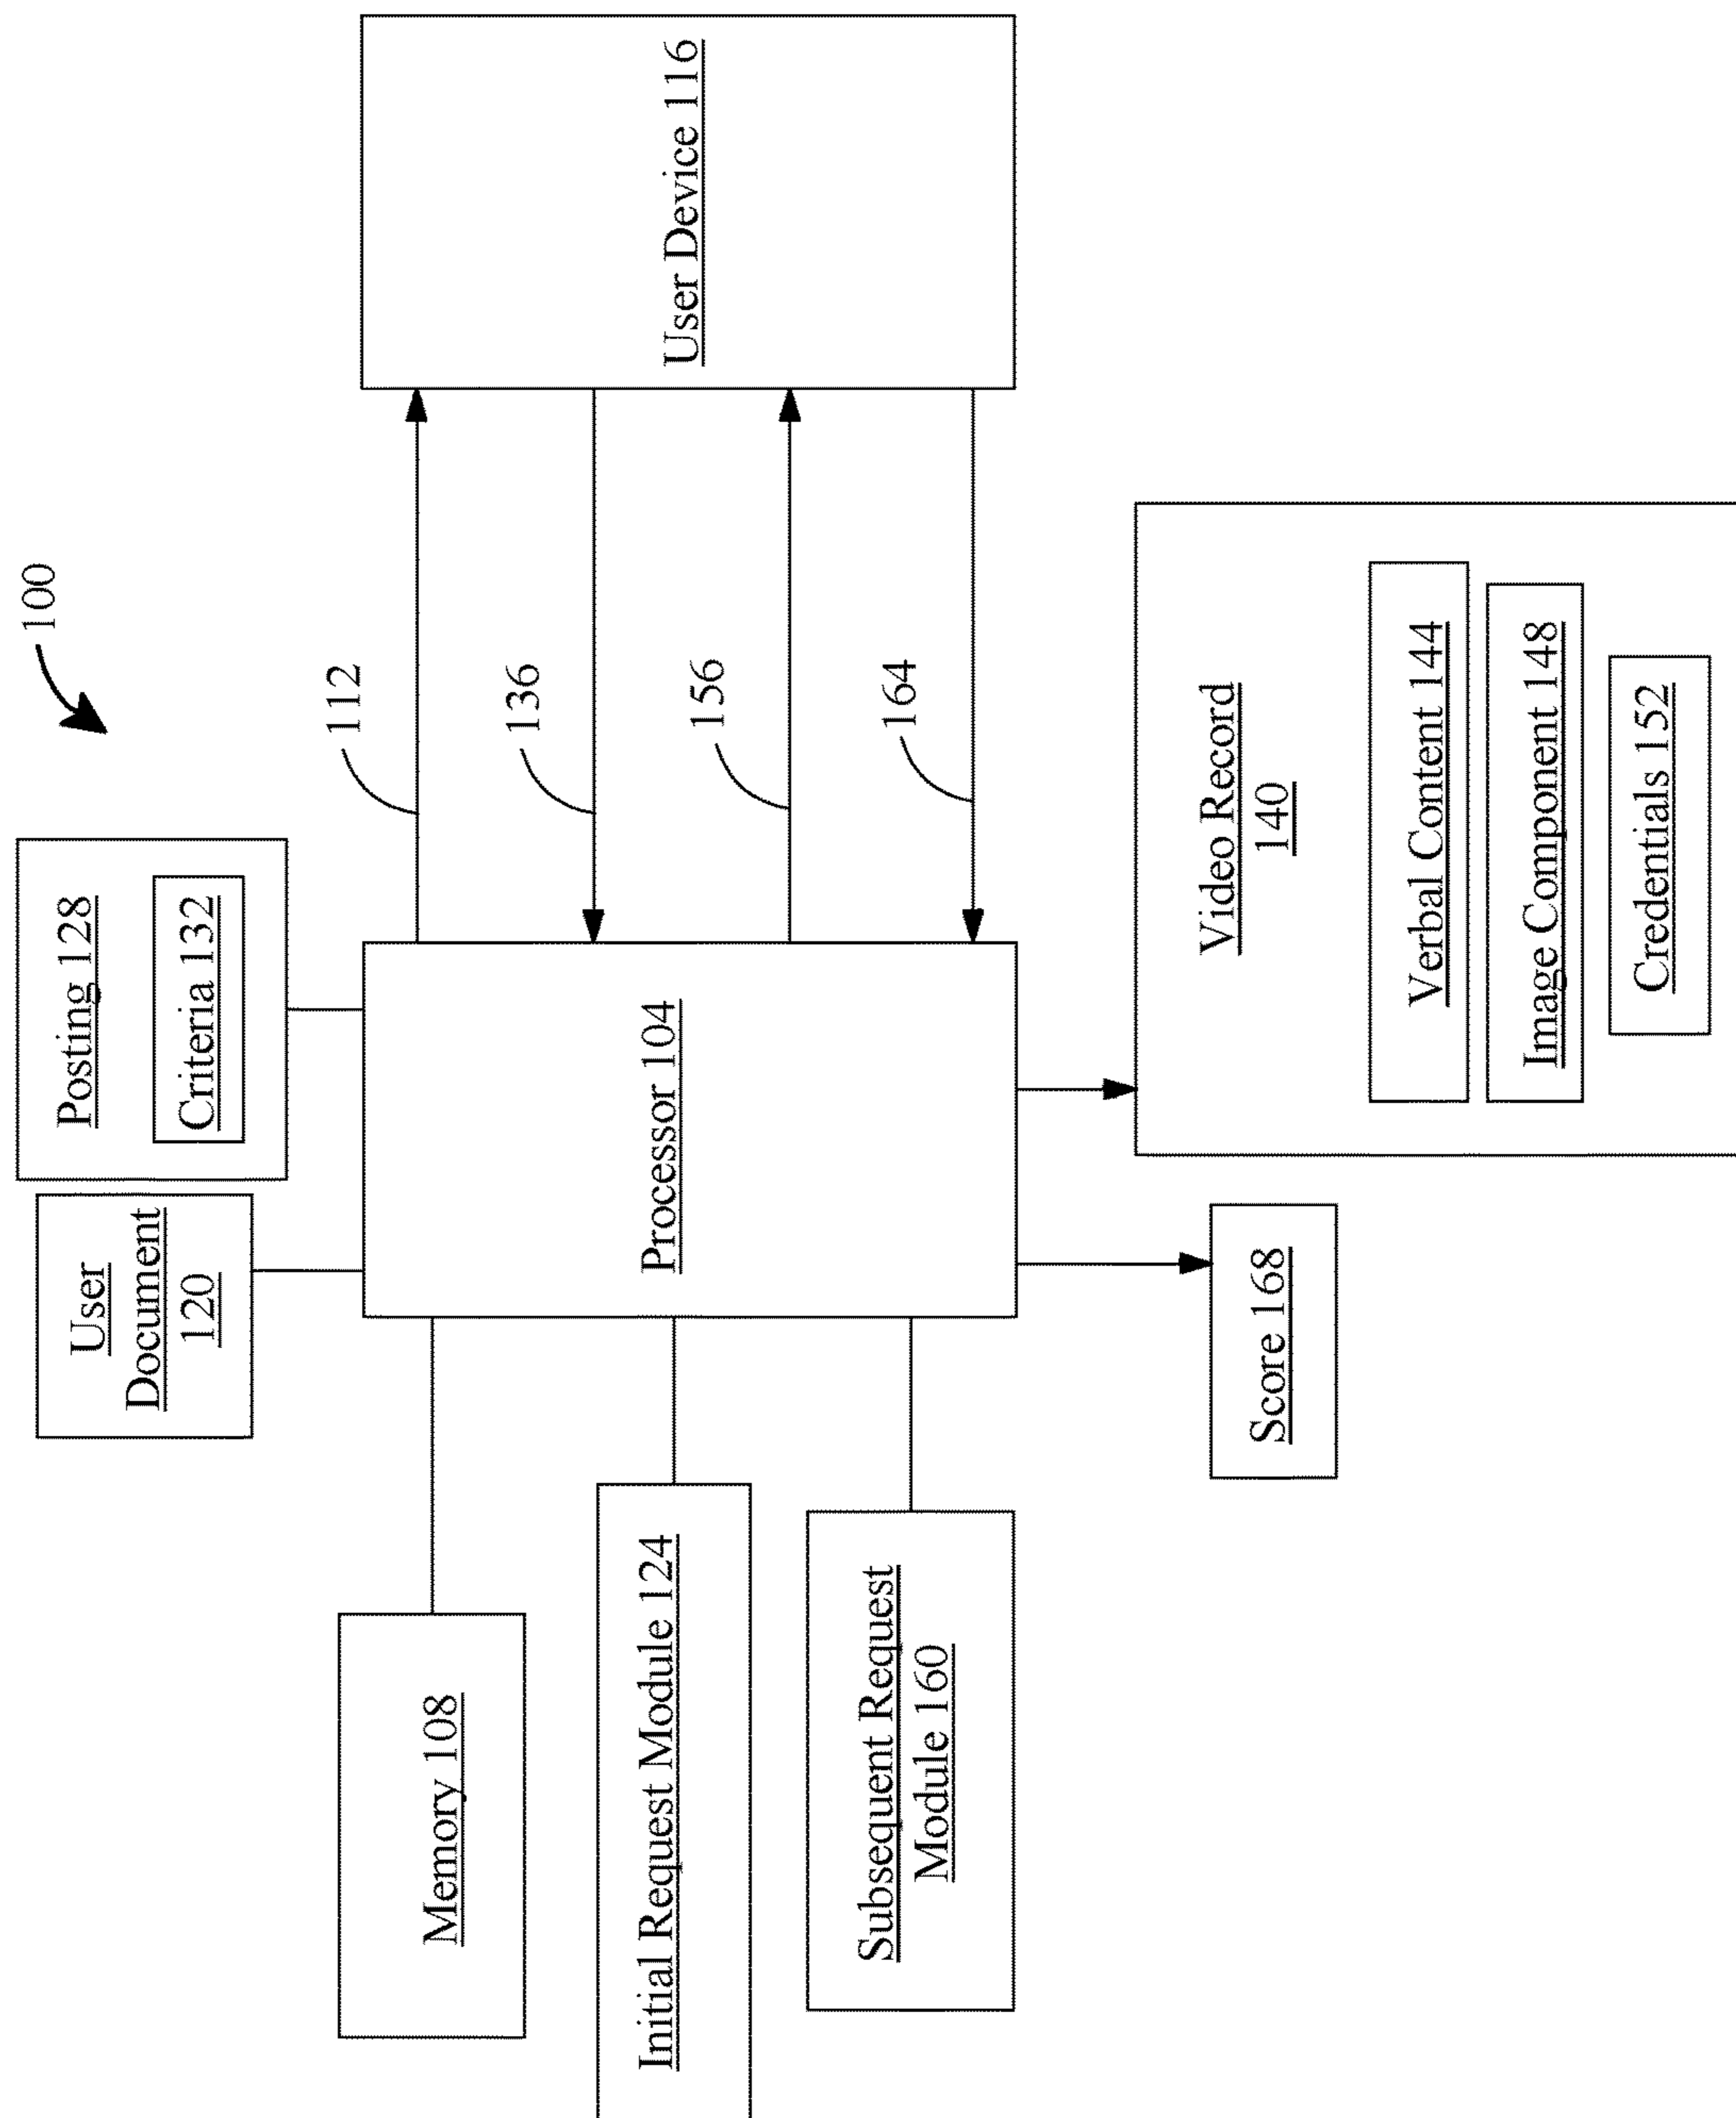 100
User
Document
120
Posting 128
Criteria 132
Memory 108
Initial Request Module 124
Subsequent Request
Module 160
Processor 104
112
136
156
164
User Device 116
Score 168
Video Record
140
Verbal Content 144
Image Component 148
Credentials 152